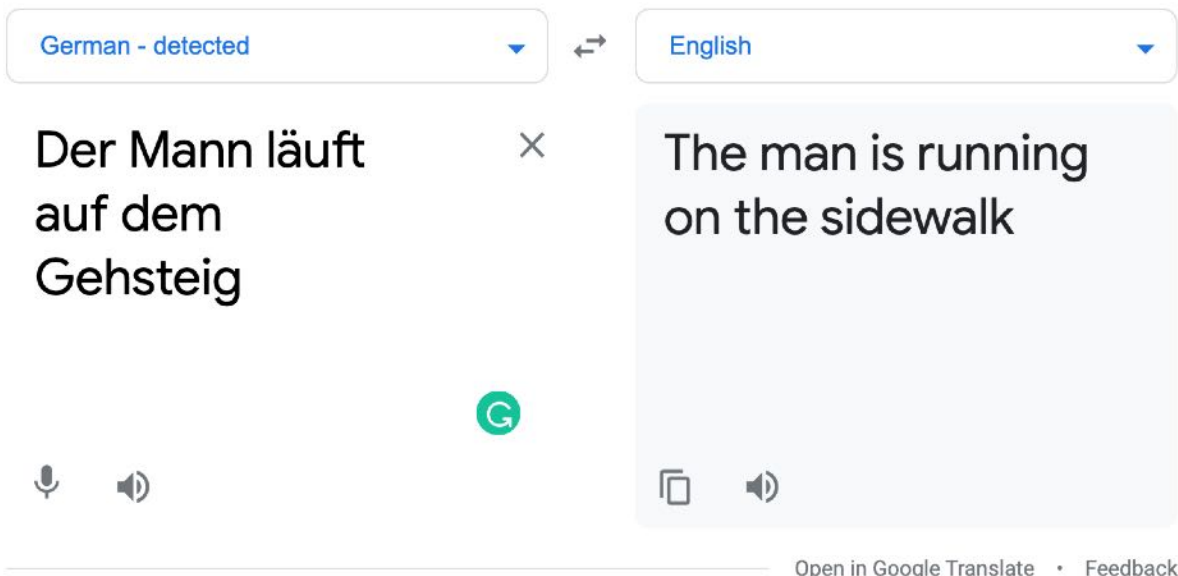 German - detected
English
Der Mann läuft
auf dem
Gehsteig
The man is running
on the sidewalk
Open in Google Translate • Feedback